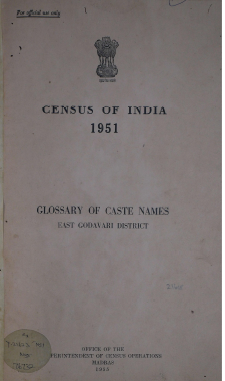 For official use only
CENSUS OF INDIA
1951
GLOSSARY OF CASTE NAMES
EAST GODAVARI DISTRICT
OFFICE OF THE
SUPERINTENDENT OF CENSUS OPERATIONS
MADRAS